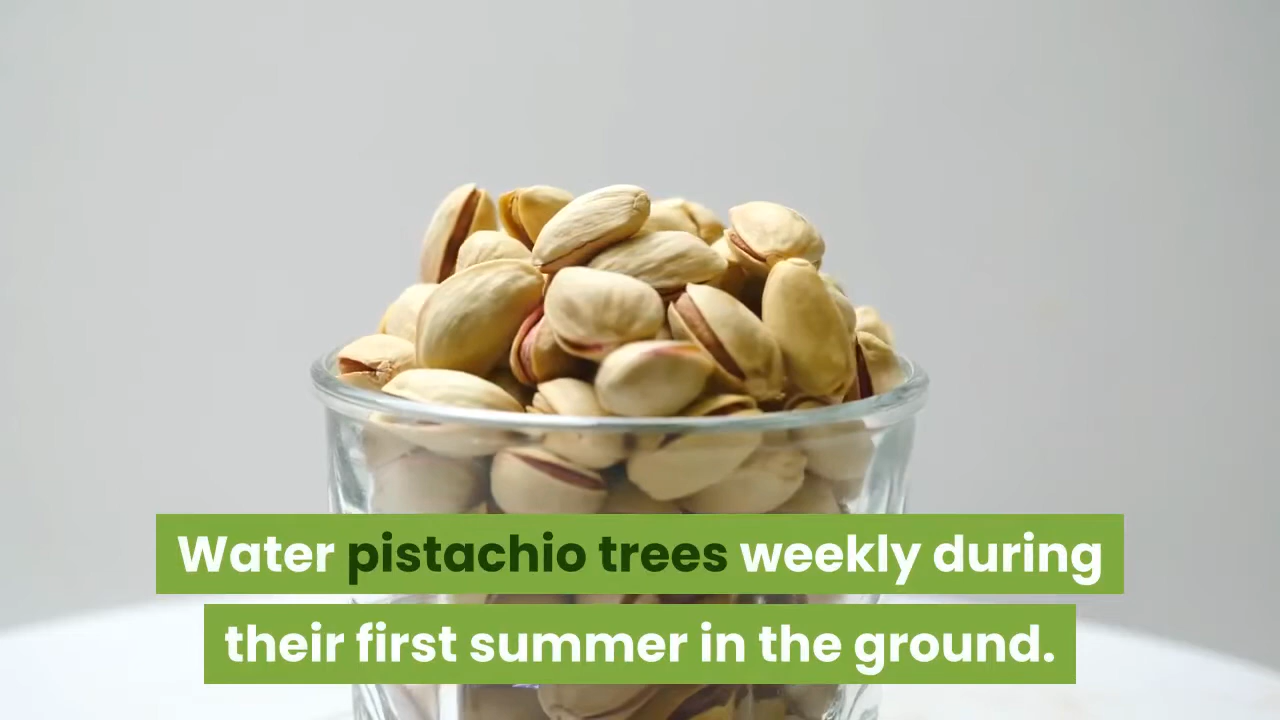 Water pistachio trees weekly during
their first summer in the ground.